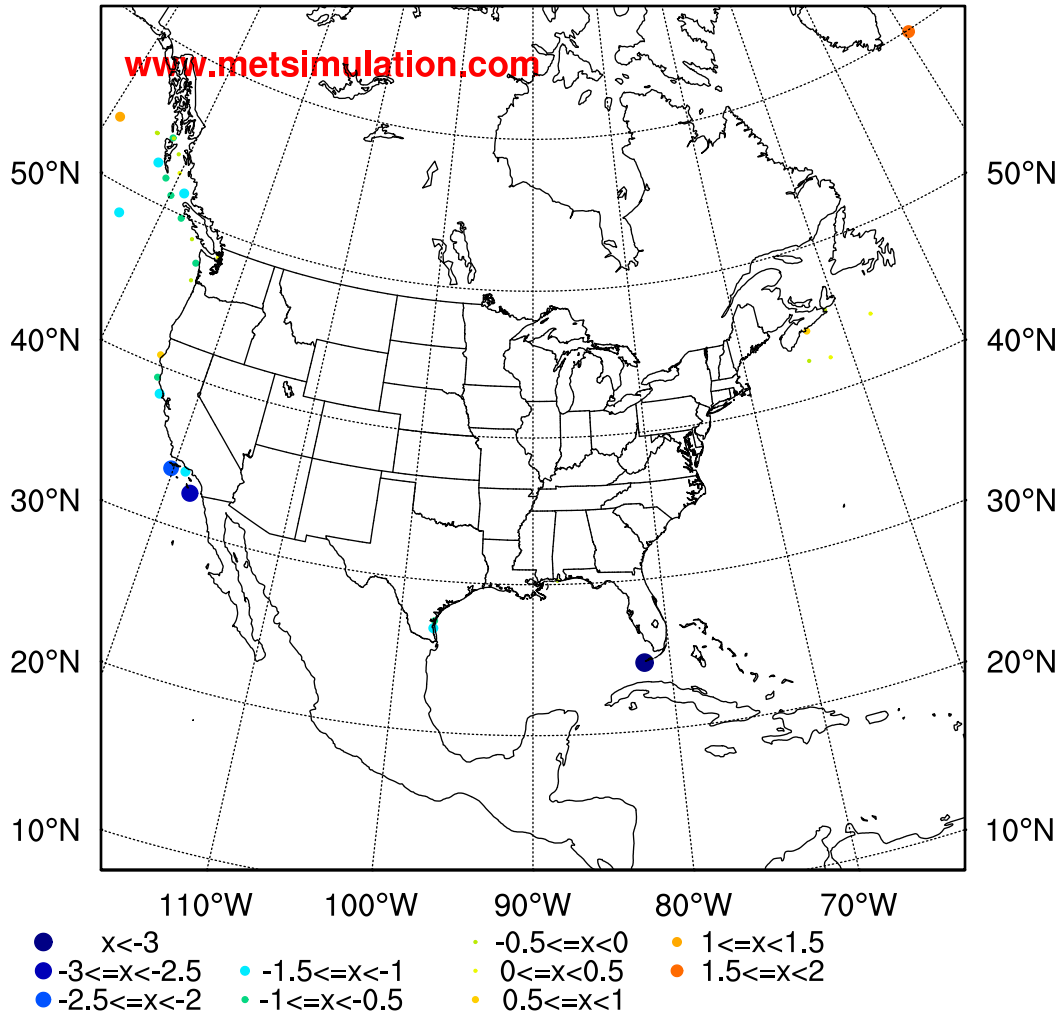 www.metsimulation.com
50°N 50°N
40°N 40°N
30°N 30°N
20°N 20°N
10°N 10°N
110°W 100°W 90°W 80°W 70°W
x<-3 -0.5<=x<0 1<=x<1.5
-3<=x<-2.5 -1.5<=x<-1 0<=x<0.5 1.5<=x<2
-2.5<=x<-2 -1<=x<-0.5 0.5<=x<1